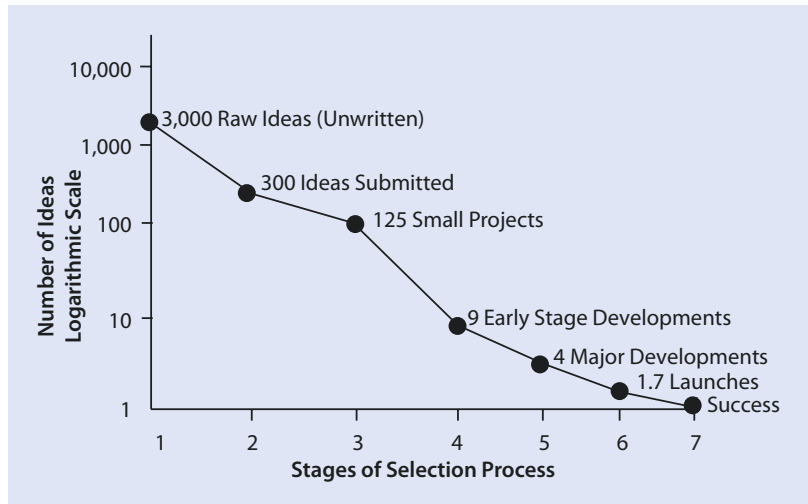 10,000
3,000 Raw Ideas (Unwritten)
1,000
300 Ideas Submitted
125 Small Projects
100
Number of Ideas
Logarithmic Scale
10
9 Early Stage Developments
4 Major Developments
1.7 Launches
Success
1
1 2 3 4 5 6 7
Stages of Selection Process